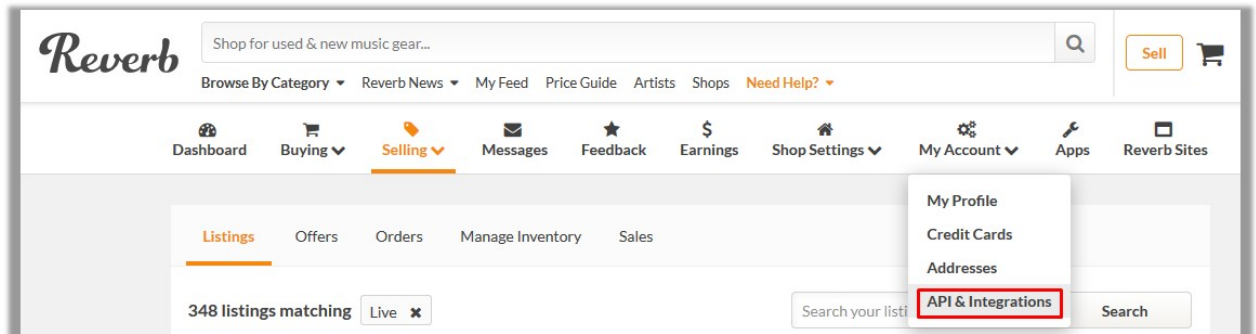 Reverb
Shop for used & new music gear...
Sell
Browse By Category Reverb News My Feed Price Guide Artists Shops Need Help?
Dashboard Buying Selling Messages Feedback Earnings Shop Settings My Account Apps Reverb Sites
My Profile
Credit Cards
Addresses
API & Integrations
Listings Offers Orders Manage Inventory Sales
348 listings matching Live Search your listi Search